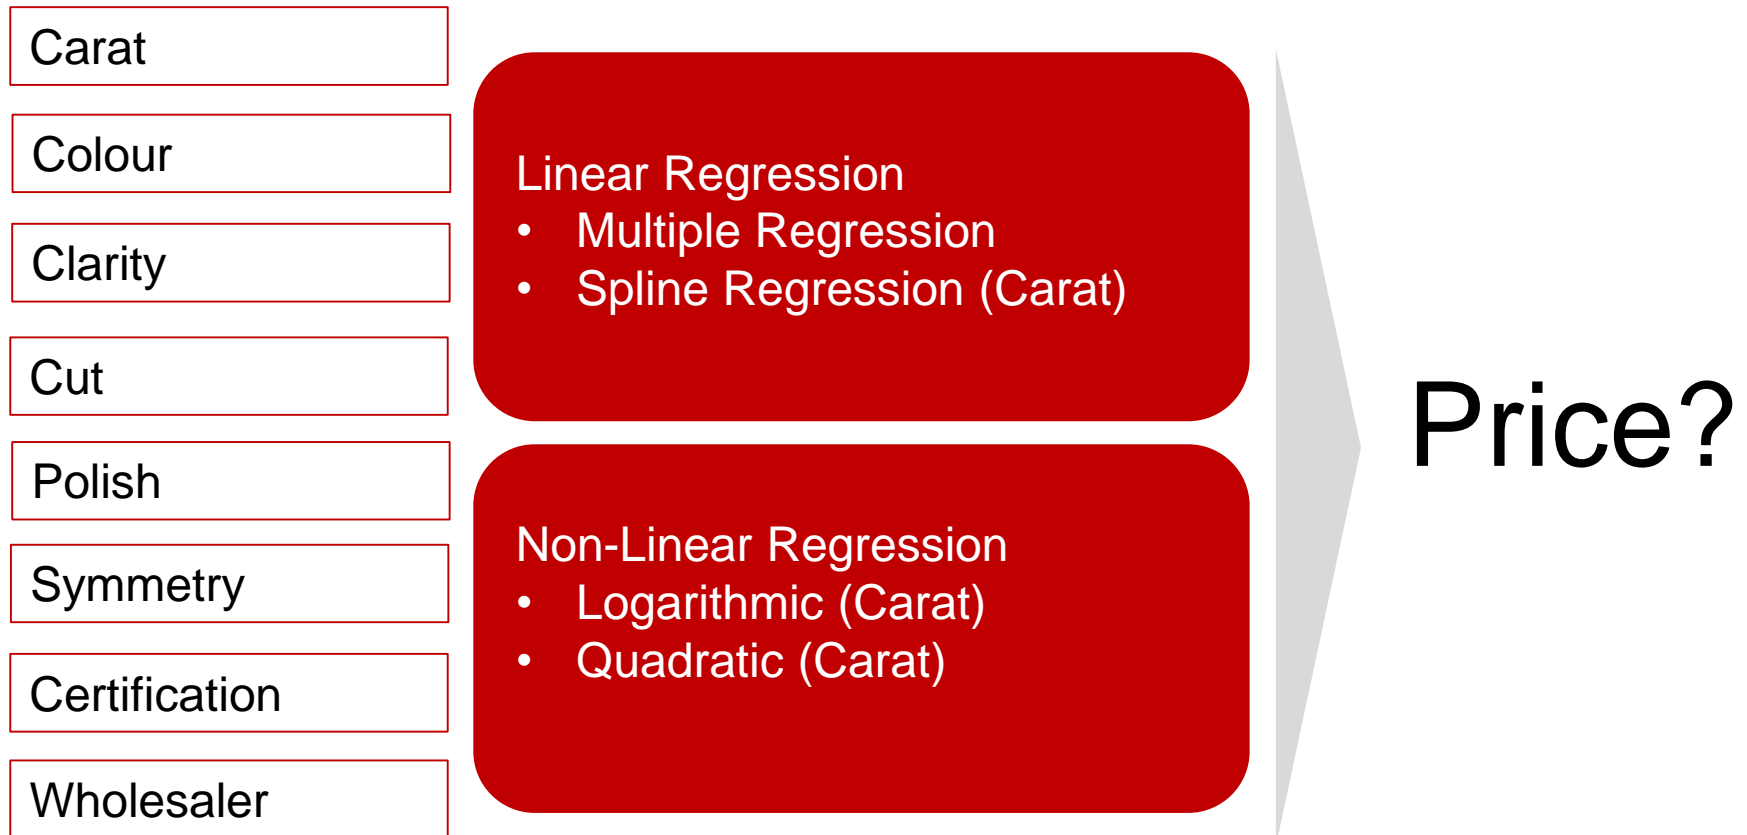 Carat
Colour
Clarity
Cut
Polish
Symmetry
Certification
Wholesaler
Linear Regression
• Multiple Regression
• Spline Regression (Carat)
Non-Linear Regression
• Logarithmic (Carat)
• Quadratic (Carat)
Price?